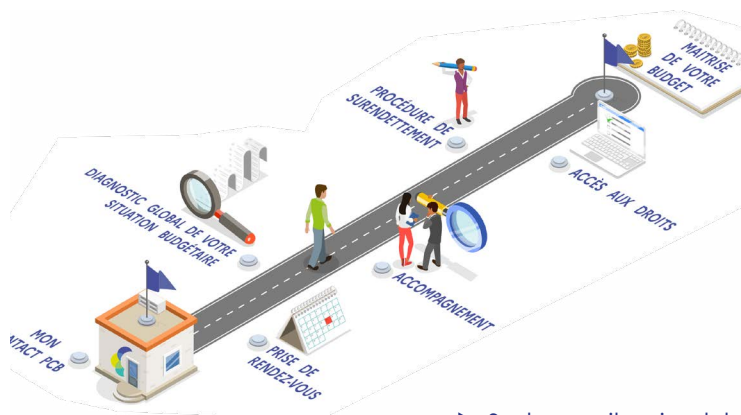 MAITRISE
DE VOTRE
BUDGET
PROCÉDURE DE
SURENDETTEMENT
ACCÈS AUX DROITS
DIAGNOSTIC GLOBAL DE VOTRE
SITUATION BUDGÉTAIRE
ACCOMPAGNEMENT
PRISE DE
RENDEZ-VOUS
MON
NTACT PCB